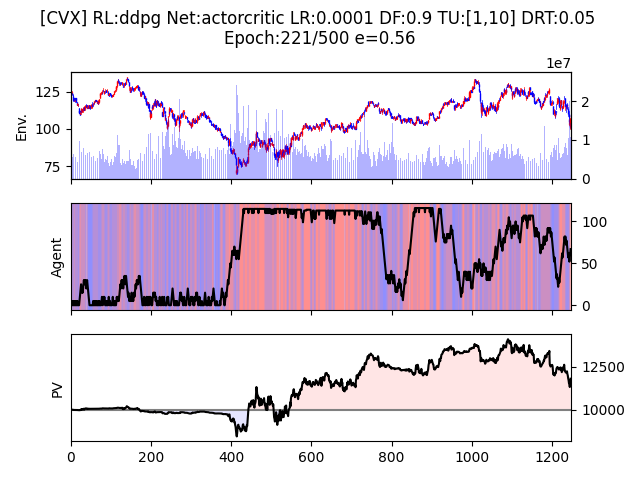 [CVX] RL:ddpg Net:actorcritic LR:0.0001 DF:0.9 TU:[1,10] DRT:0.05
Epoch:221/500 e=0.56
1e7
Env.
125
100
75
2
1
0
Agent
100
50
0
PV
12500
10000
0 200 400 600 800 1000 1200